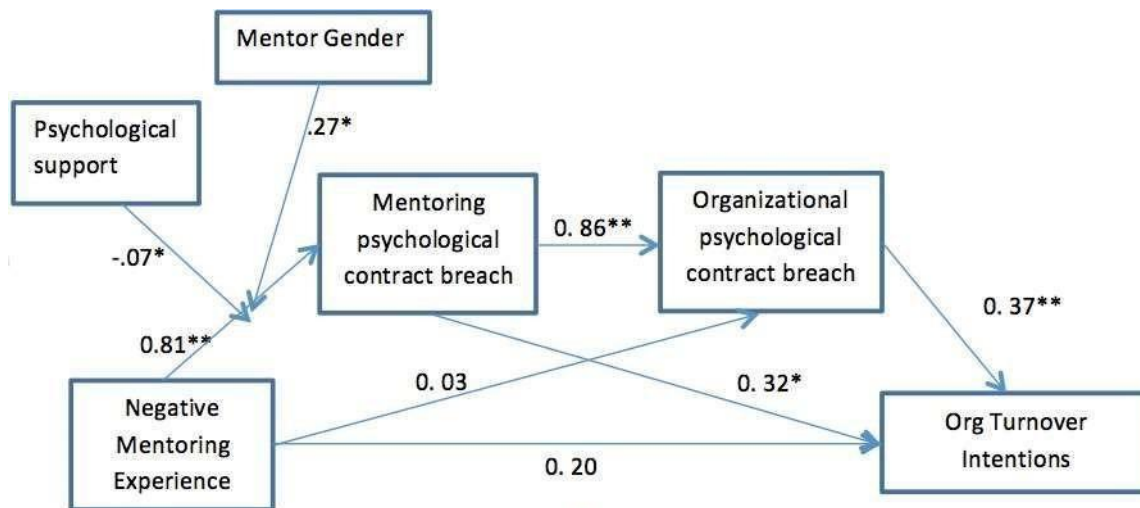 Mentor Gender
.27*
Psychological
support
-.07*
Mentoring
psychological
contract breach
0. 86**
Organizational
psychological
contract breach
0. 37**
0.81**
0. 03
0. 32*
Negative
Mentoring
Experience
0. 20
Org Turnover
Intentions